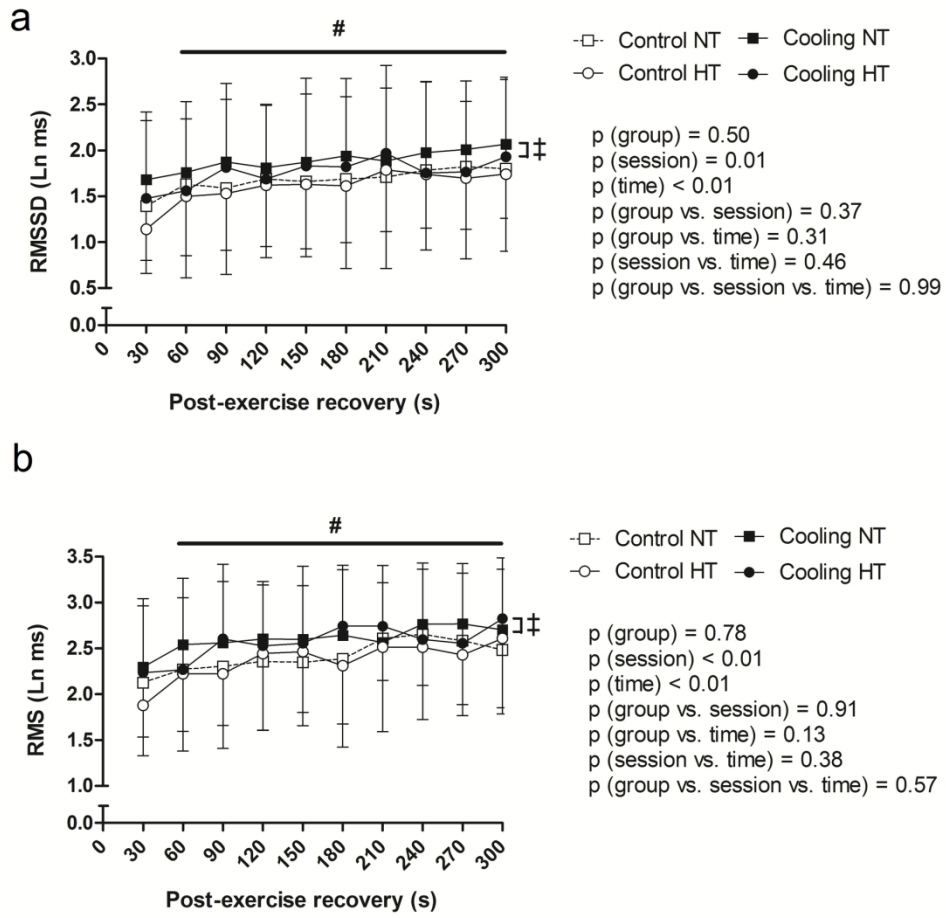 a
#
3.0
2.5
2.0
1.5
1.0
0.5
0.0
RMSSD (Ln ms)
‡
0 30 60 90 120 150 180 210 240 270 300
Post-exercise recovery (s)
Control NT Cooling NT
Control HT Cooling HT
p (group) = 0.50
p (session) = 0.01
p (time) < 0.01
p (group vs. session) = 0.37
p (group vs. time) = 0.31
p (session vs. time) = 0.46
p (group vs. session vs. time) = 0.99
b
#
3.5
3.0
2.5
2.0
1.5
1.0
0.0
RMS (Ln ms)
‡
0 30 60 90 120 150 180 210 240 270 300
Post-exercise recovery (s)
Control NT Cooling NT
Control HT Cooling HT
p (group) = 0.78
p (session) < 0.01
p (time) < 0.01
p (group vs. session) = 0.91
p (group vs. time) = 0.13
p (session vs. time) = 0.38
p (group vs. session vs. time) = 0.57